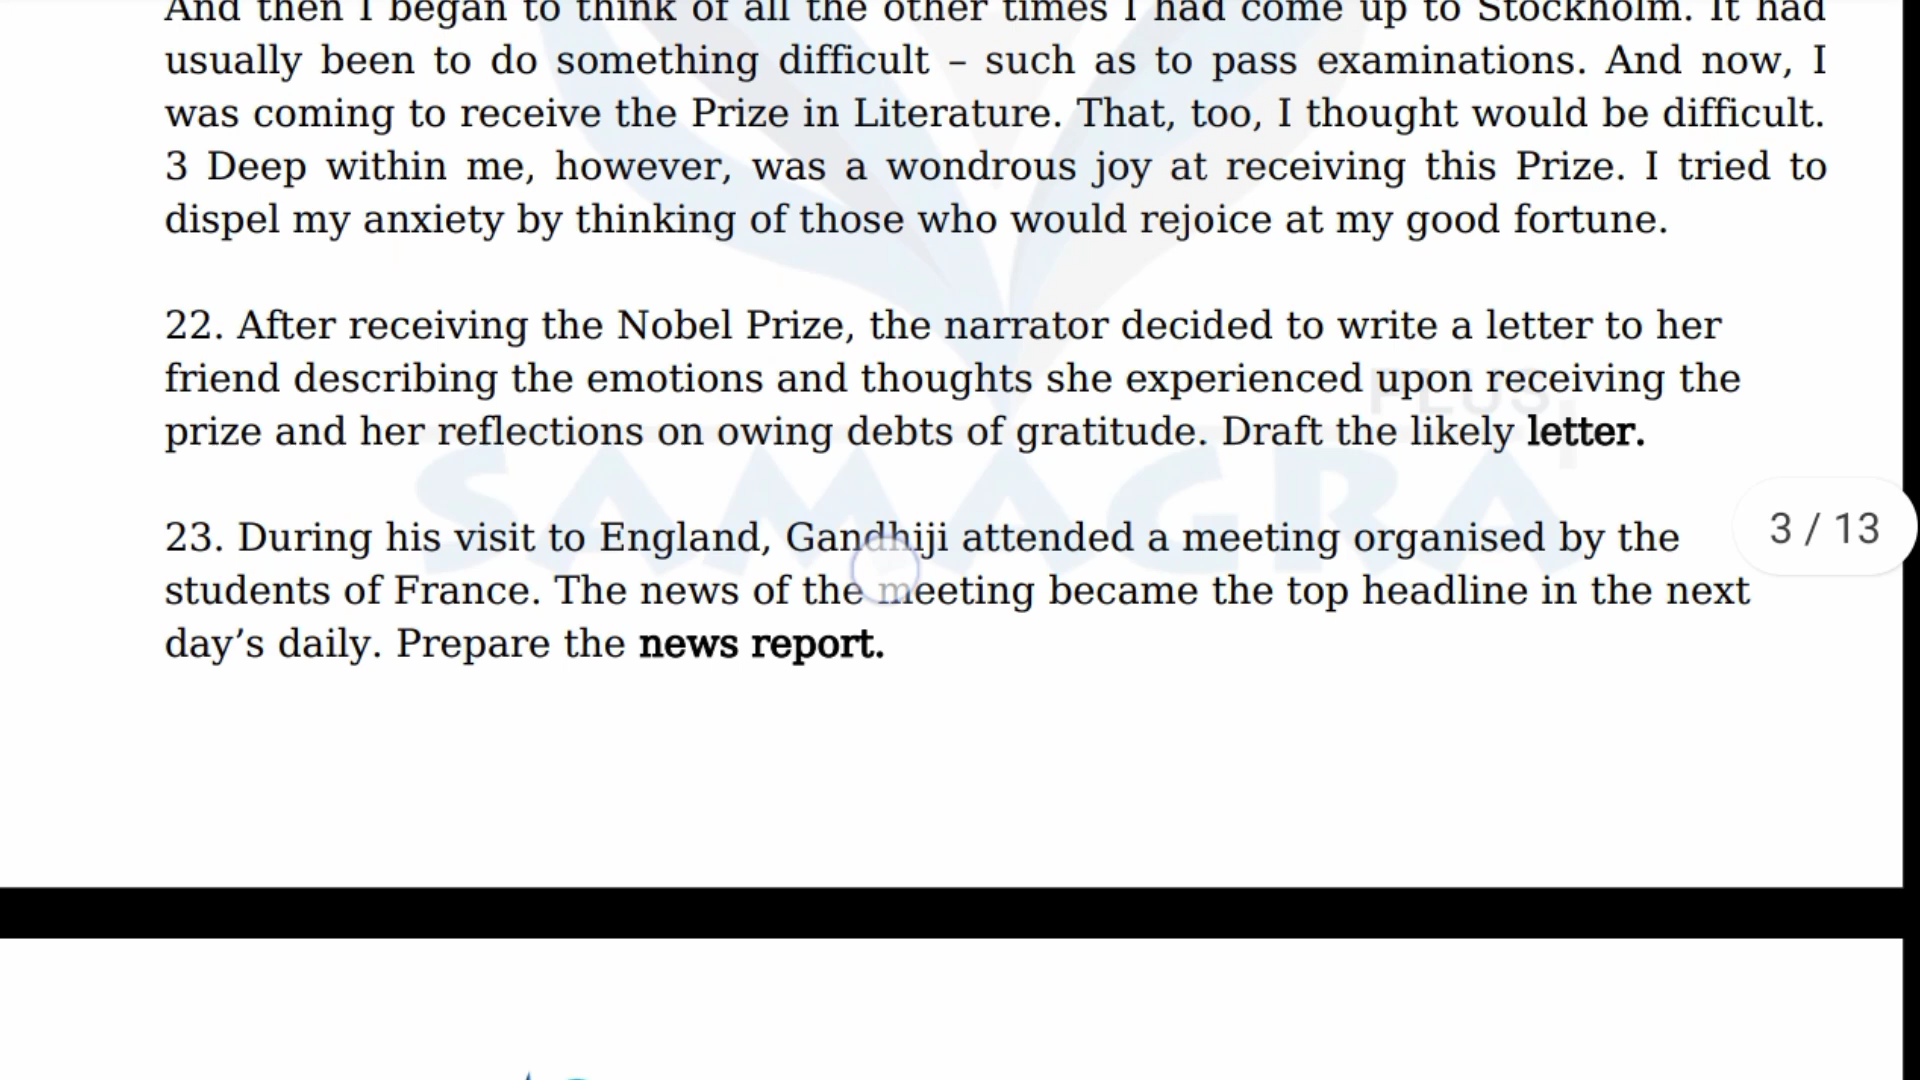 And then I began to think of all the other times I had come up to Stockholm. It had
usually been to do something difficult – such as to pass examinations. And now, I
was coming to receive the Prize in Literature. That, too, I thought would be difficult.
3 Deep within me, however, was a wondrous joy at receiving this Prize. I tried to
dispel my anxiety by thinking of those who would rejoice at my good fortune.
22. After receiving the Nobel Prize, the narrator decided to write a letter to her
friend describing the emotions and thoughts she experienced upon receiving the
prize and her reflections on owing debts of gratitude. Draft the likely letter.
PLUS
SAMAGRA
23. During his visit to England, Gandhiji attended a meeting organised by the
students of France. The news of the meeting became the top headline in the next
day’s daily. Prepare the news report.
3 / 13